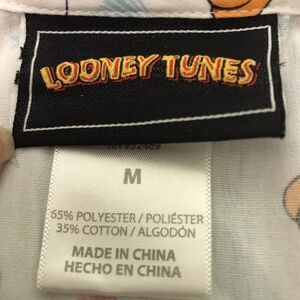 LOONEY TUNES
M
65% POLYESTER / POLIÉSTER
35% COTTON / ALGODÓN
MADE IN CHINA
HECHO EN CHINA